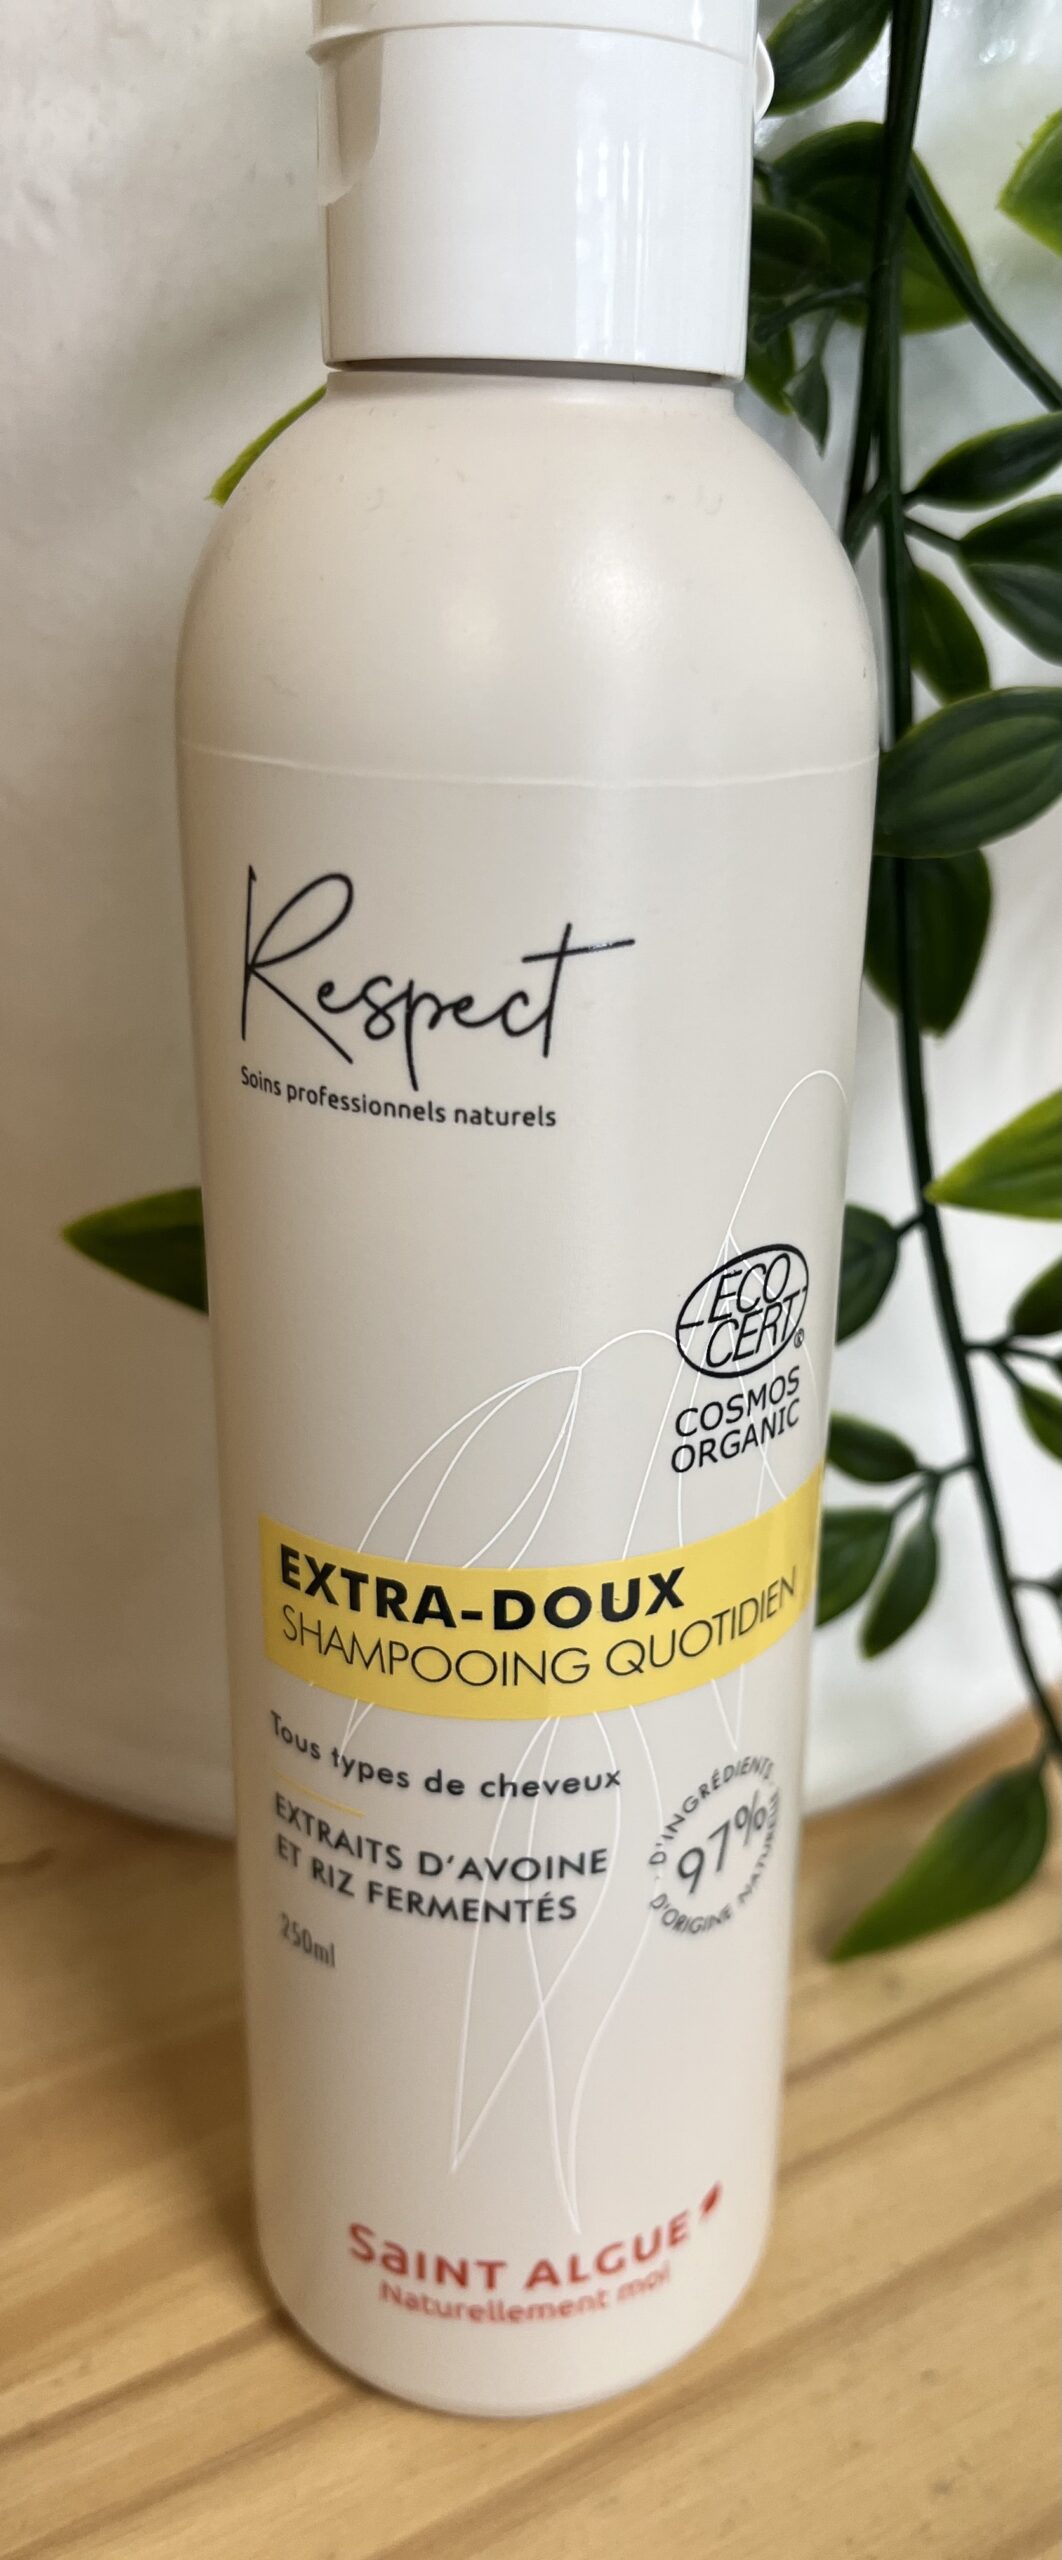 Respect
Soins professionnels naturels
ECO
CERT®
COSMOS
ORGANIC
EXTRA-DOUX
SHAMPOOING QUOTIDIEN
Tous types de cheveux
EXTRAITS D'AVOINE
ET RIZ FERMENTÉS
250ml
97%
D'INGRÉDIENTS
D'ORIGINE NATURELLE
SAINT ALGUE
Naturellement moi